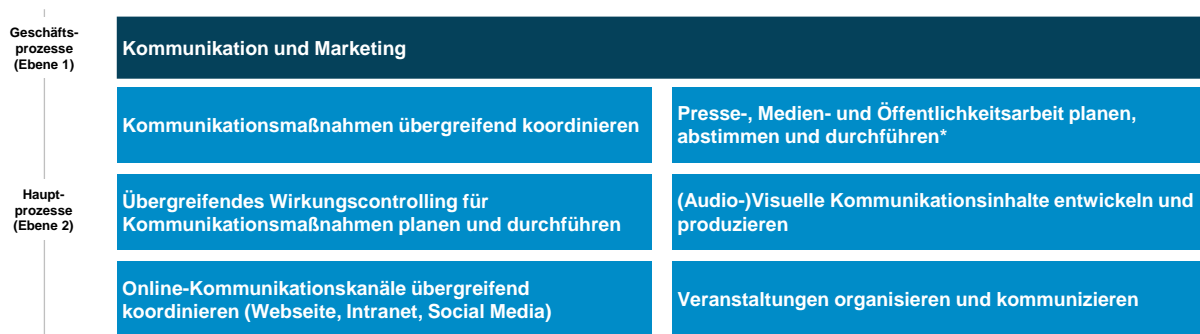 Geschäfts-
prozesse
(Ebene 1)
Kommunikation und Marketing
Kommunikationsmaßnahmen übergreifend koordinieren
Presse-, Medien- und Öffentlichkeitsarbeit planen,
abstimmen und durchführen*
Haupt-
prozesse
(Ebene 2)
Übergreifendes Wirkungscontrolling für
Kommunikationsmaßnahmen planen und durchführen
(Audio-)Visuelle Kommunikationsinhalte entwickeln und
produzieren
Online-Kommunikationskanäle übergreifend
koordinieren (Webseite, Intranet, Social Media)
Veranstaltungen organisieren und kommunizieren